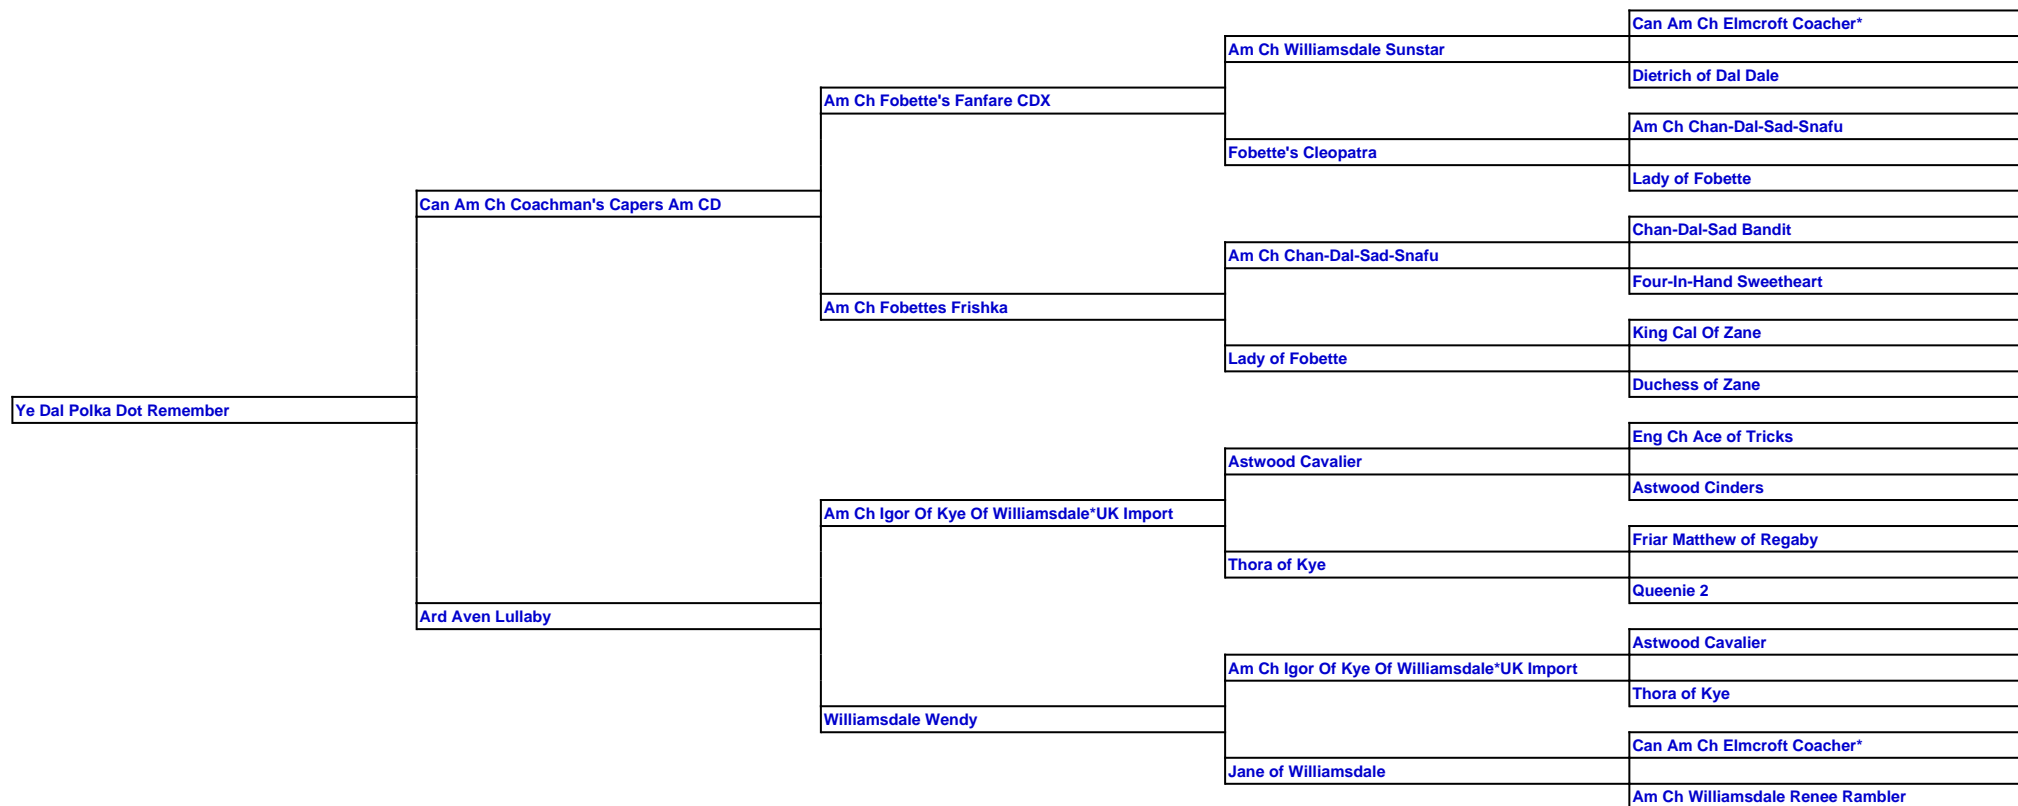 Can Am Ch Elmcroft Coacher*
Am Ch Williamsdale Sunstar
Dietrich of Dal Dale
Am Ch Fobette's Fanfare CDX
Am Ch Chan-Dal-Sad-Snafu
Fobette's Cleopatra
Lady of Fobette
Can Am Ch Coachman's Capers Am CD
Chan-Dal-Sad Bandit
Am Ch Chan-Dal-Sad-Snafu
Four-In-Hand Sweetheart
Am Ch Fobettes Frishka
King Cal Of Zane
Lady of Fobette
Duchess of Zane
Ye Dal Polka Dot Remember
Eng Ch Ace of Tricks
Astwood Cavalier
Astwood Cinders
Am Ch Igor Of Kye Of Williamsdale*UK Import
Friar Matthew of Regaby
Thora of Kye
Queenie 2
Ard Aven Lullaby
Astwood Cavalier
Am Ch Igor Of Kye Of Williamsdale*UK Import
Thora of Kye
Williamsdale Wendy
Can Am Ch Elmcroft Coacher*
Jane of Williamsdale
Am Ch Williamsdale Renee Rambler